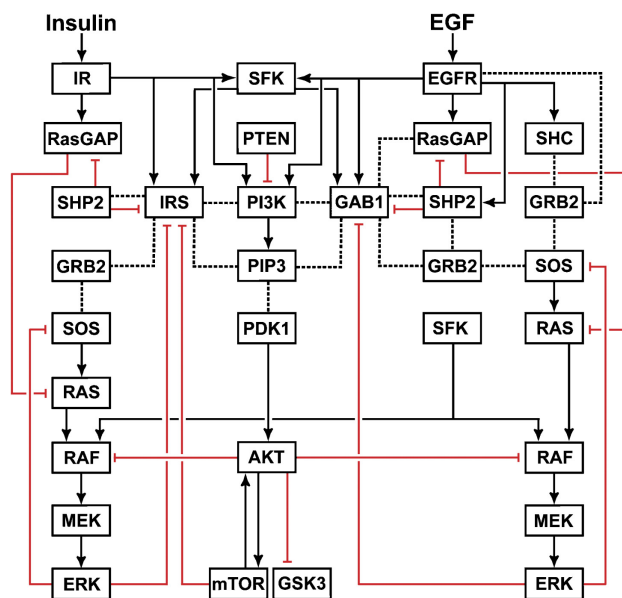 Insulin EGF
IR SFK EGFR
RasGAP PTEN RasGAP SHC
SHP2 IRS PI3K GAB1 SHP2 GRB2
GRB2 PIP3 GRB2 SOS
SOS PDK1 SFK RAS
RAS
RAF AKT RAF
MEK MEK
ERK mTOR GSK3 ERK